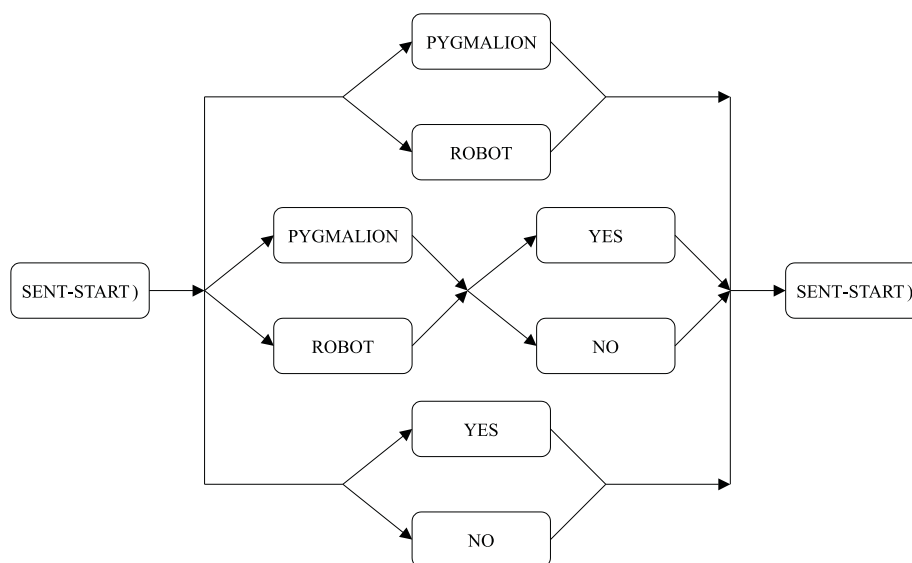 PYGMALION
ROBOT
PYGMALION
YES
SENT-START)
SENT-START)
ROBOT
NO
YES
NO